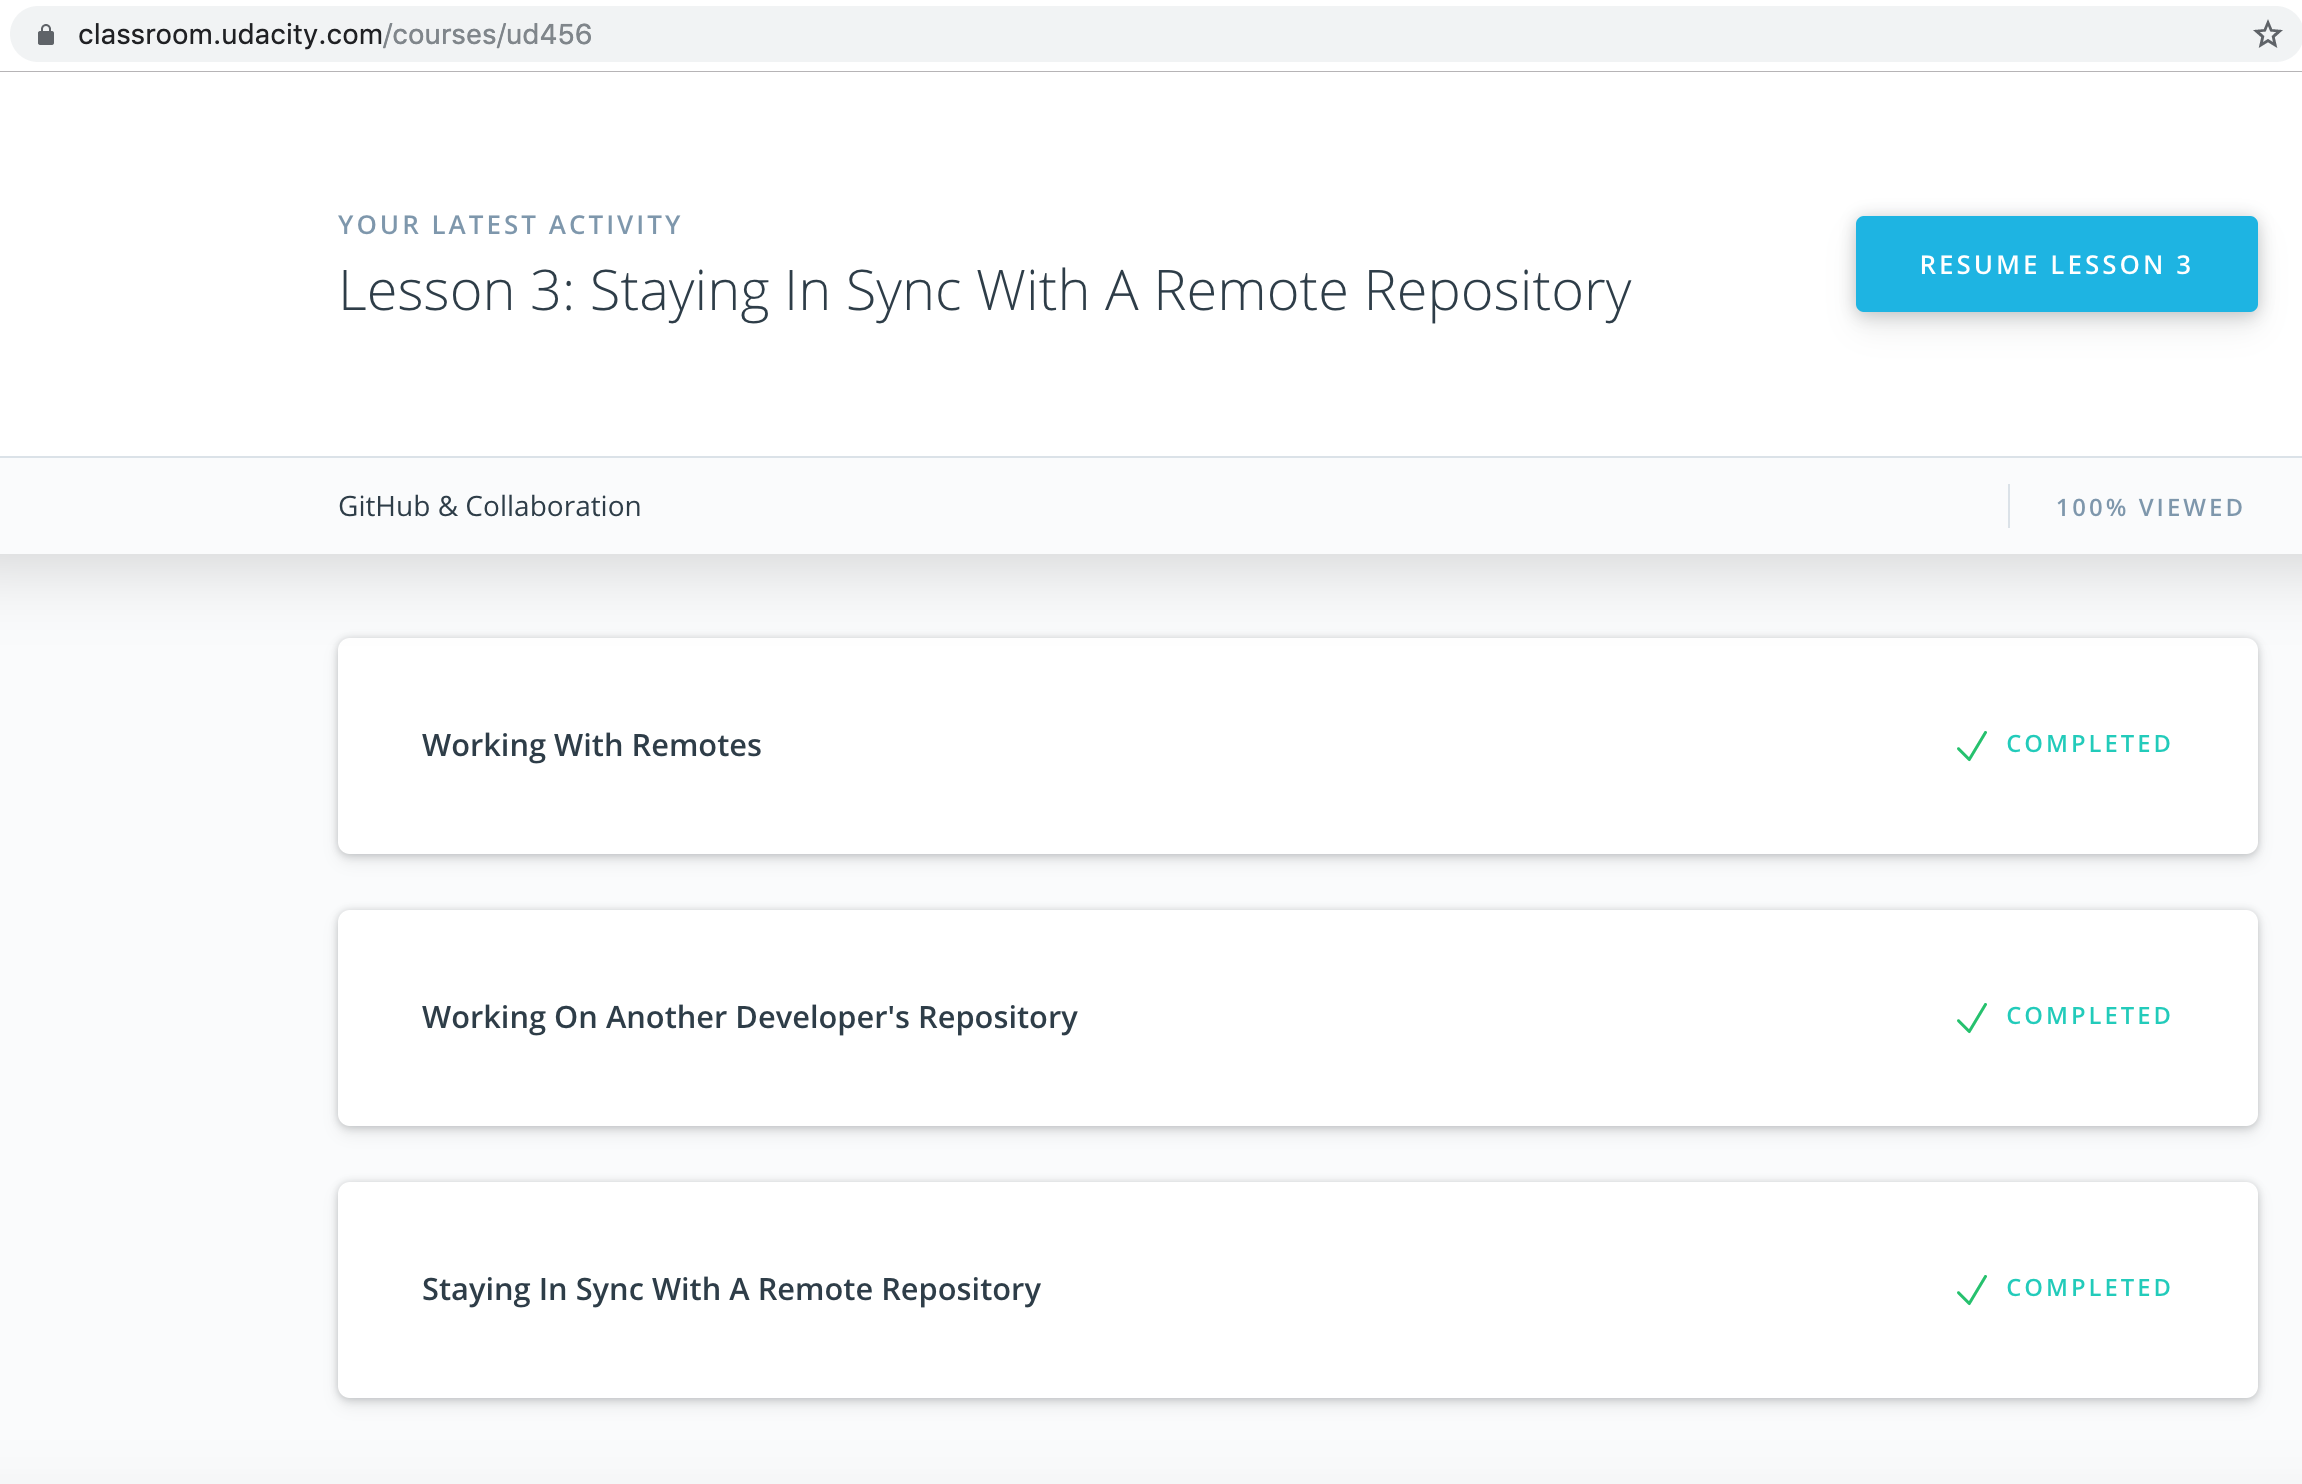 classroom.udacity.com/courses/ud456
YOUR LATEST ACTIVITY
Lesson 3: Staying In Sync With A Remote Repository
RESUME LESSON 3
GitHub & Collaboration
100% VIEWED
Working With Remotes
COMPLETED
Working On Another Developer's Repository
COMPLETED
Staying In Sync With A Remote Repository
COMPLETED